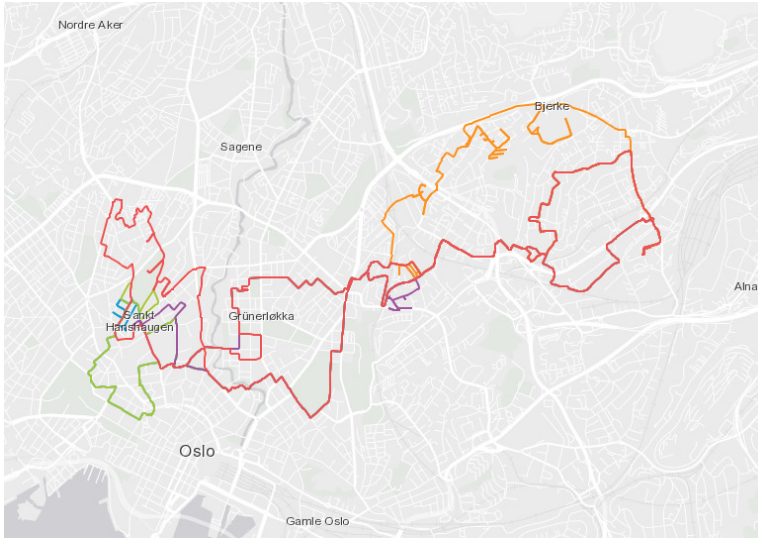 Nordre Aker
Bjerke
Sagene
Alna
Sankt
Hanshaugen
Grünerløkka
Oslo
Gamle Oslo